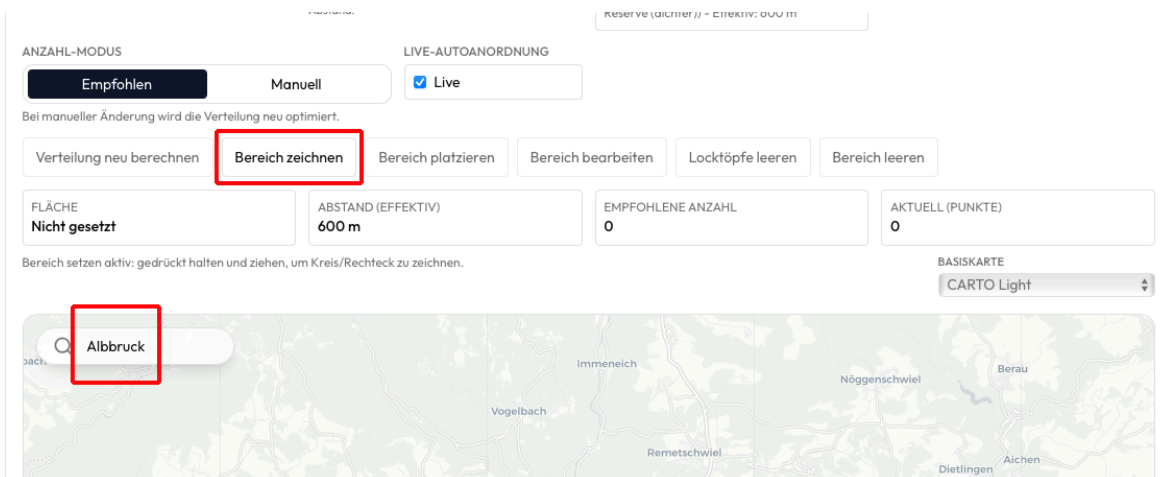 Abstand.
Reserve (dichter)) - Effektiv: 600 m
ANZAHL-MODUS
LIVE-AUTOANORDNUNG
Empfohlen
Manuell
Live
Bei manueller Änderung wird die Verteilung neu optimiert.
Verteilung neu berechnen
Bereich zeichnen
Bereich platzieren
Bereich bearbeiten
Locktöpfe leeren
Bereich leeren
FLÄCHE
Nicht gesetzt
ABSTAND (EFFEKTIV)
600 m
EMPFOHLENE ANZAHL
0
AKTUELL (PUNKTE)
0
Bereich setzen aktiv: gedrückt halten und ziehen, um Kreis/Rechteck zu zeichnen.
BASISKARTE
CARTO Light
Albbruck
Immeneich
Berau
Nöggenschwiel
Vogelbach
Remetschwiel
Aichen
Dietlingen